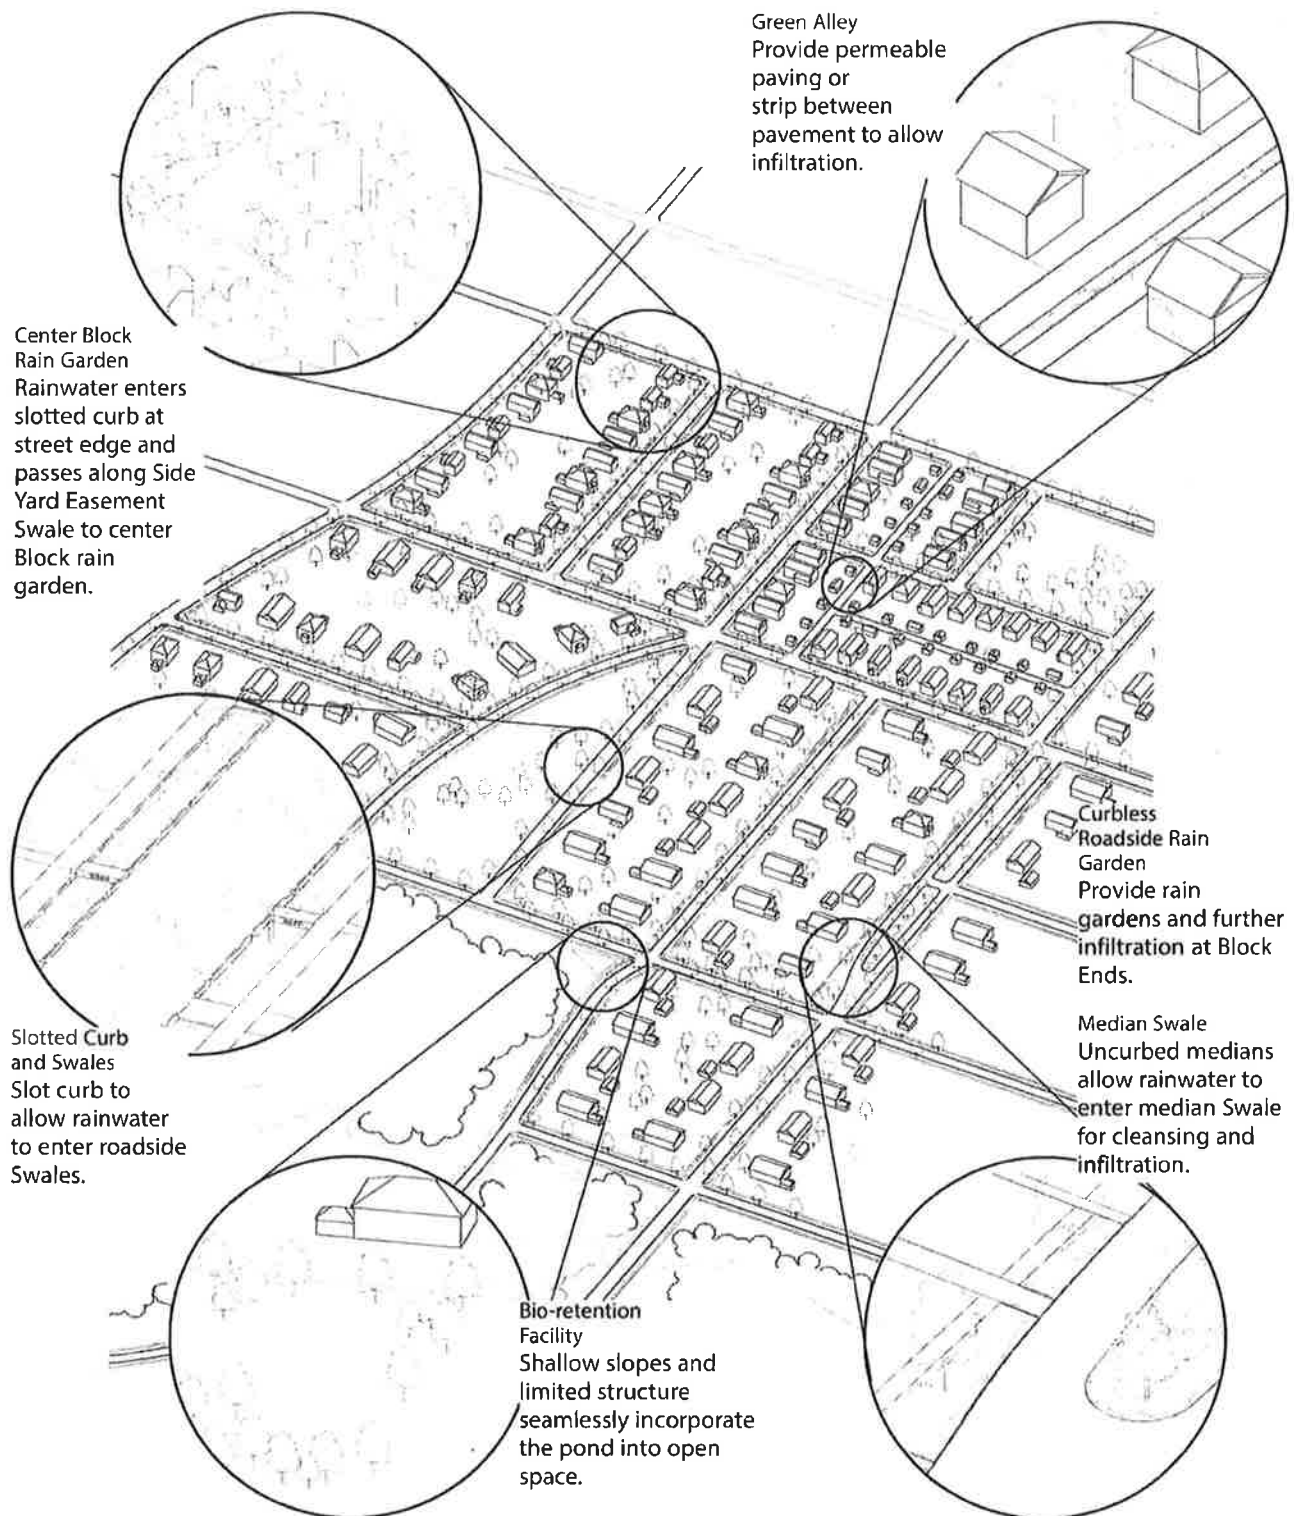 Green Alley
Provide permeable
paving or
strip between
pavement to allow
infiltration.
Center Block
Rain Garden
Rainwater enters
slotted curb at
street edge and
passes along Side
Yard Easement
Swale to center
Block rain
garden.
Curbless
Roadside Rain
Garden
Provide rain
gardens and further
infiltration at Block
Ends.
Median Swale
Uncurbed medians
allow rainwater to
enter median Swale
for cleansing and
infiltration.
Slotted Curb
and Swales
Slot curb to
allow rainwater
to enter roadside
Swales.
Bio-retention
Facility
Shallow slopes and
limited structure
seamlessly incorporate
the pond into open
space.